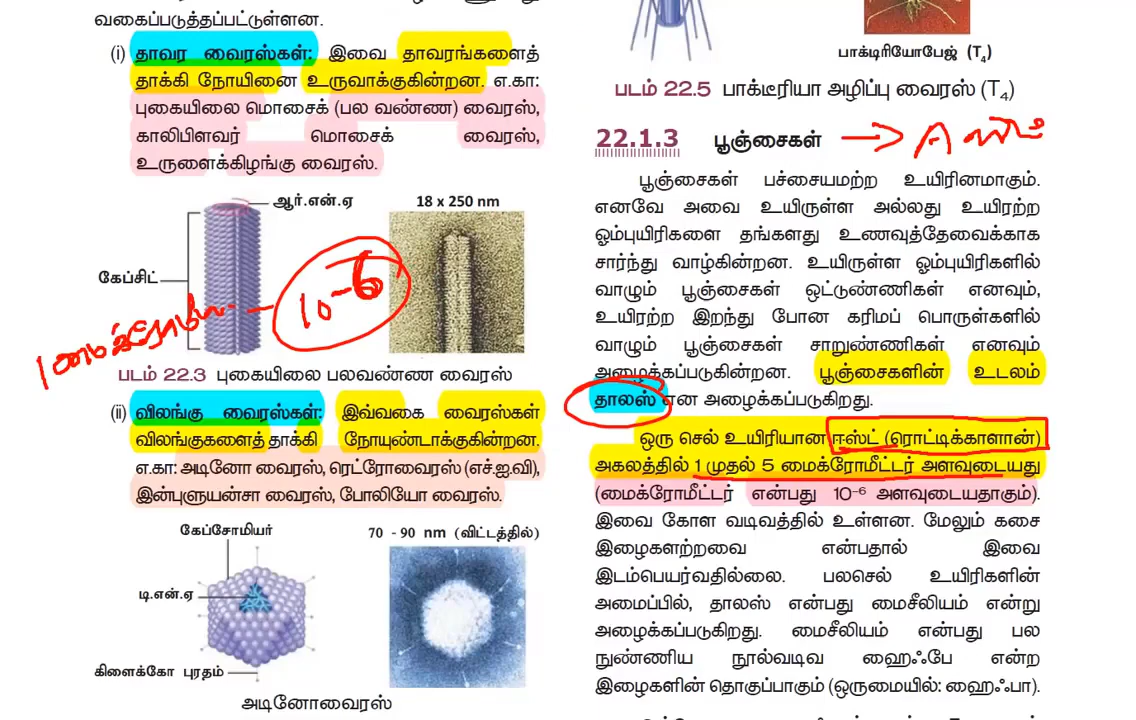 வகைப்படுத்தப்பட்டுள்ளன.
(i) தாவர வைரஸ்கள்: இவை தாவரங்களைத்
தாக்கி நோயினை உருவாக்குகின்றன. எ.கா:
புகையிலை மொசைக் (பல வண்ண) வைரஸ்,
காலிபிளவர் மொசைக் வைரஸ்,
உருளைக்கிழங்கு வைரஸ்.
ஆர்.என்.ஏ
18 x 250 nm
கேப்சிட்
10⁻⁶
படம் 22.3 புகையிலை பலவண்ண வைரஸ்
(ii) விலங்கு வைரஸ்கள்: இவ்வகை வைரஸ்கள்
விலங்குகளைத் தாக்கி நோயுண்டாக்குகின்றன.
எ.கா: அடினோ வைரஸ், ரெட்ரோவைரஸ் (எச்.ஐ.வி),
இன்புளுயன்சா வைரஸ், போலியோ வைரஸ்.
கேப்சோமியர்
70 - 90 nm (விட்டத்தில்)
டி.என்.ஏ
கிளைக்கோ புரதம்
அடினோவைரஸ்
பாக்டிரியோபேஜ் (T₄)
படம் 22.5 பாக்டீரியா அழிப்பு வைரஸ் (T₄)
22.1.3 பூஞ்சைகள்
பூஞ்சைகள் பச்சையமற்ற உயிரினமாகும்.
எனவே அவை உயிருள்ள அல்லது உயிரற்ற
ஓம்புயிரிகளை தங்களது உணவுத்தேவைக்காக
சார்ந்து வாழ்கின்றன. உயிருள்ள ஓம்புயிரிகளில்
வாழும் பூஞ்சைகள் ஒட்டுண்ணிகள் எனவும்,
உயிரற்ற இறந்து போன கரிமப் பொருள்களில்
வாழும் பூஞ்சைகள் சாறுண்ணிகள் எனவும்
அழைக்கப்படுகின்றன. பூஞ்சைகளின் உடலம்
தாலஸ் என அழைக்கப்படுகிறது.
ஒரு செல் உயிரியான ஈஸ்ட் (ரொட்டிக்காளான்)
அகலத்தில் 1 முதல் 5 மைக்ரோமீட்டர் அளவுடையது
(மைக்ரோமீட்டர் என்பது 10⁻⁶ அளவுடையதாகும்).
இவை கோள வடிவத்தில் உள்ளன. மேலும் கசை
இழைகளற்றவை என்பதால் இவை
இடம்பெயர்வதில்லை. பலசெல் உயிரிகளின்
அமைப்பில், தாலஸ் என்பது மைசீலியம் என்று
அழைக்கப்படுகிறது. மைசீலியம் என்பது பல
நுண்ணிய நூல்வடிவ ஹைஃபே என்ற
இழைகளின் தொகுப்பாகும் (ஒருமையில்: ஹைஃபா).